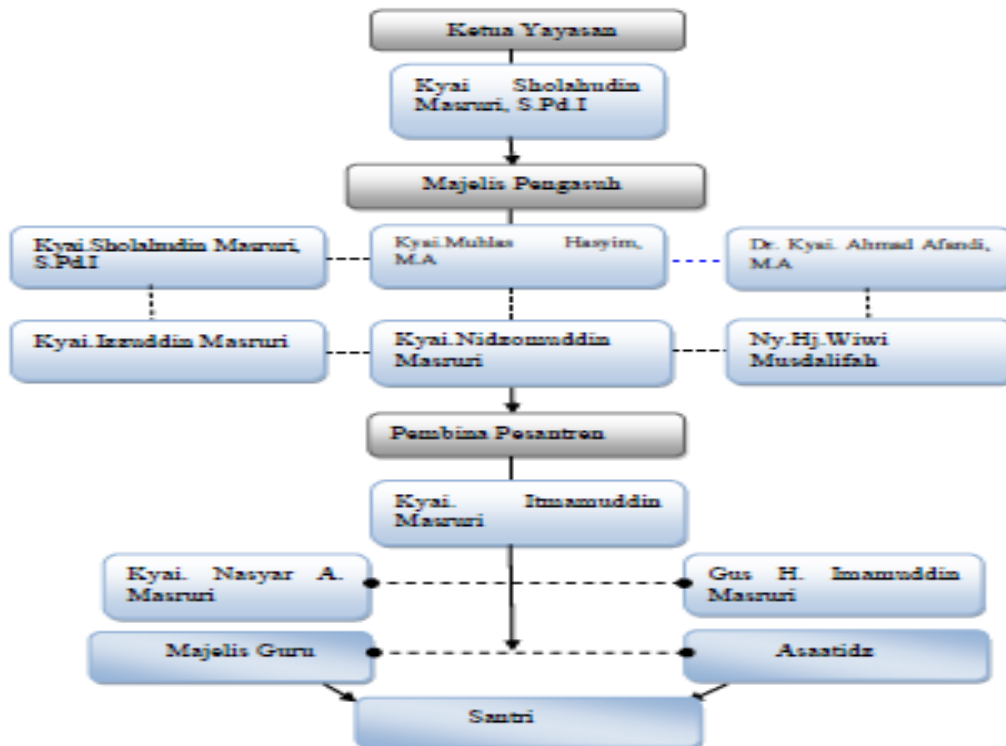 Ketua Yayasan
Kyai Sholahudin
Masruri, S.Pd.I
Majelis Pengasuh
Kyai.Sholahudin Masruri,
S.Pd.I
Kyai.Muhlas Hasyim,
M.A
Dr. Kyai. Ahmad Afandi,
M.A
Kyai.Izzuddin Masruri
Kyai.Nidzomuddin
Masruri
Ny.Hj.Wiwi
Musdalifah
Pembina Pesantren
Kyai. Itmamuddin
Masruri
Kyai. Nasyar A.
Masruri
Gus H. Imamuddin
Masruri
Majelis Guru
Asaatidz
Santri